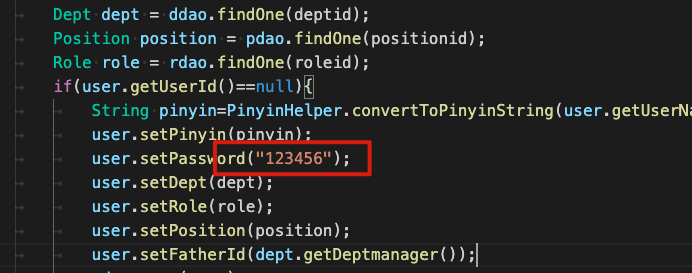 Dept dept = ddao.findOne(deptid);
Position position = pdao.findOne(positionid);
Role role = rdao.findOne(roleid);
if(user.getUserId()==null){
String pinyin=PinyinHelper.convertToPinyinString(user.getUserNa
user.setPinyin(pinyin);
user.setPassword("123456");
user.setDept(dept);
user.setRole(role);
user.setPosition(position);
user.setFatherId(dept.getDeptmanager());